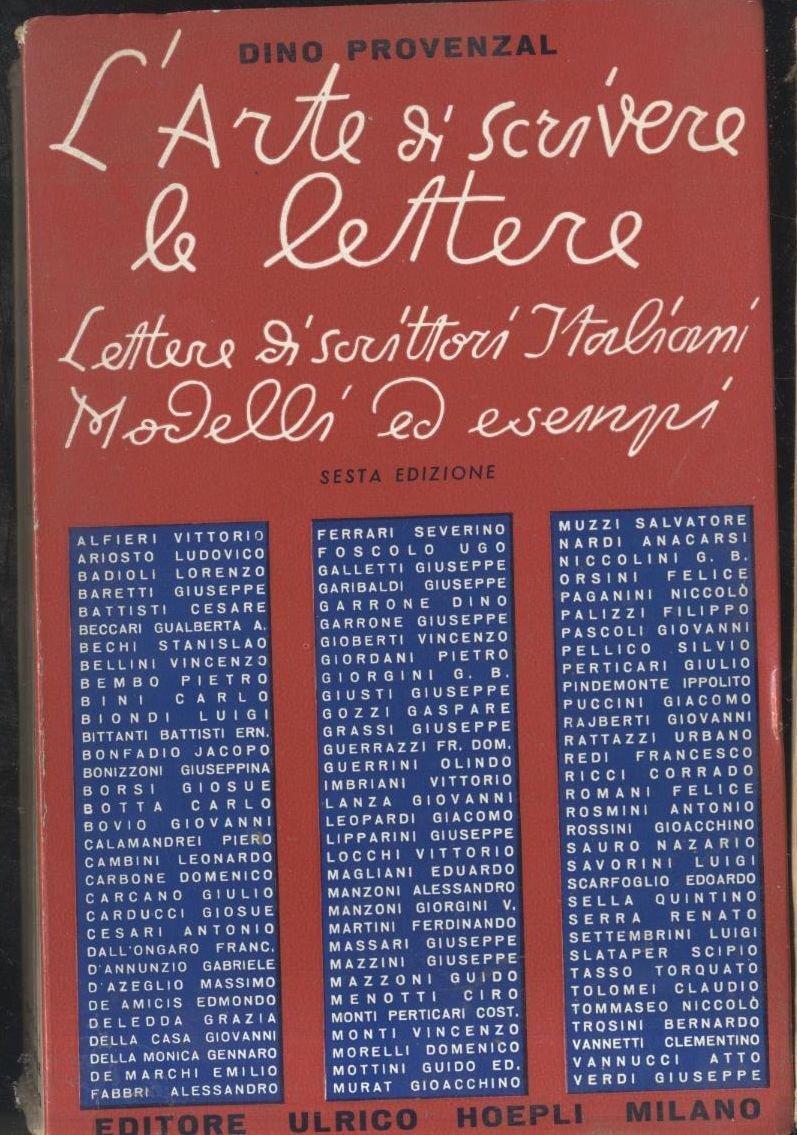 DINO PROVENZAL
L'Arte di scrivere
le lettere
Lettere di scrittori Italiani
Modelli ed esempi
SESTA EDIZIONE
ALFIERI VITTORIO
ARIOSTO LUDOVICO
BADIOLI LORENZO
BARETTI GIUSEPPE
BATTISTI CESARE
BECCARI GUALBERTA A.
BECHI STANISLAO
BELLINI VINCENZO
BEMBO PIETRO
BINI CARLO
BIONDI LUIGI
BITTANTI BATTISTI ERN.
BONFADIO JACOPO
BONIZZONI GIUSEPPINA
BORSI GIOSUE
BOTTA CARLO
BOVIO GIOVANNI
CALAMANDREI PIERO
CAMBINI LEONARDO
CARBONE DOMENICO
CARCANO GIULIO
CARDUCCI GIOSUE
CESARI ANTONIO
DALL'ONGARO FRANC.
D'ANNUNZIO GABRIELE
D'AZEGLIO MASSIMO
DE AMICIS EDMONDO
DELEDDA GRAZIA
DELLA CASA GIOVANNI
DELLA MONICA GENNARO
DE MARCHI EMILIO
FABBRI ALESSANDRO
FERRARI SEVERINO
FOSCOLO UGO
GALLETTI GIUSEPPE
GARIBALDI GIUSEPPE
GARRONE DINO
GARRONE GIUSEPPE
GIOBERTI VINCENZO
GIORDANI PIETRO
GIORGINI G. B.
GIUSTI GIUSEPPE
GOZZI GASPARE
GRASSI GIUSEPPE
GUERRAZZI FR. DOM.
GUERRINI OLINDO
IMBRIANI VITTORIO
LANZA GIOVANNI
LEOPARDI GIACOMO
LIPPARINI GIUSEPPE
LOCCHI VITTORIO
MAGLIANI EDUARDO
MANZONI ALESSANDRO
MANZONI GIORGINI V.
MARTINI FERDINANDO
MASSARI GIUSEPPE
MAZZINI GIUSEPPE
MAZZONI GUIDO
MENOTTI CIRO
MONTI PERTICARI COST.
MONTI VINCENZO
MORELLI DOMENICO
MOTTINI GUIDO ED.
MURAT GIOACCHINO
MUZZI SALVATORE
NARDI ANACARSI
NICCOLINI G. B.
ORSINI FELICE
PAGANINI NICCOLÒ
PALIZZI FILIPPO
PASCOLI GIOVANNI
PELLICO SILVIO
PERTICARI GIULIO
PINDEMONTE IPPOLITO
PUCCINI GIACOMO
RAJBERTI GIOVANNI
RATTAZZI URBANO
REDI FRANCESCO
RICCI CORRADO
ROMANI FELICE
ROSMINI ANTONIO
ROSSINI GIOACCHINO
SAURO NAZARIO
SAVORINI LUIGI
SCARFOGLIO EDOARDO
SELLA QUINTINO
SERRA RENATO
SETTEMBRINI LUIGI
SLATAPER SCIPIO
TASSO TORQUATO
TOLOMEI CLAUDIO
TOMMASEO NICCOLÒ
TROSINI BERNARDO
VANNETTI CLEMENTINO
VANNUCCI ATTO
VERDI GIUSEPPE
EDITORE ULRICO HOEPLI MILANO